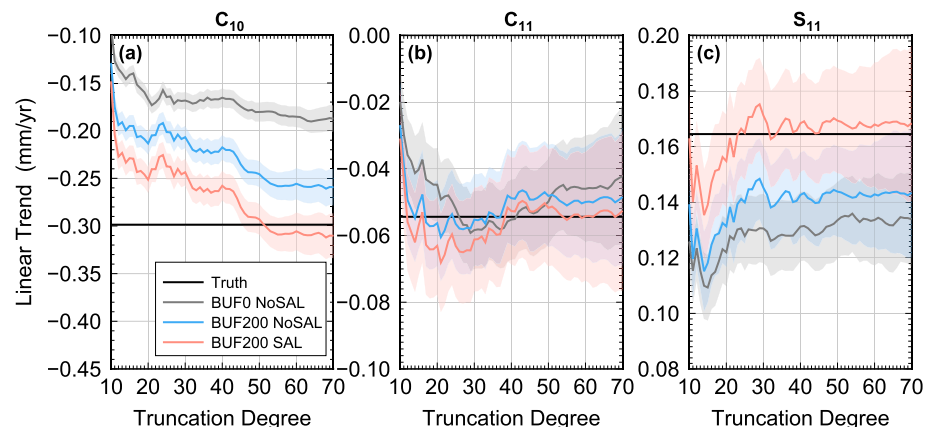 C10 C11 S11
(a) (b) (c)
Linear Trend (mm/yr)
−0.10
−0.15
−0.20
−0.25
−0.30
−0.35
−0.40
−0.45
Truth
BUF0 NoSAL
BUF200 NoSAL
BUF200 SAL
10 20 30 40 50 60 70
Truncation Degree
0.00
−0.02
−0.04
−0.06
−0.08
−0.10
10 20 30 40 50 60 70
Truncation Degree
0.20
0.18
0.16
0.14
0.12
0.10
0.08
10 20 30 40 50 60 70
Truncation Degree